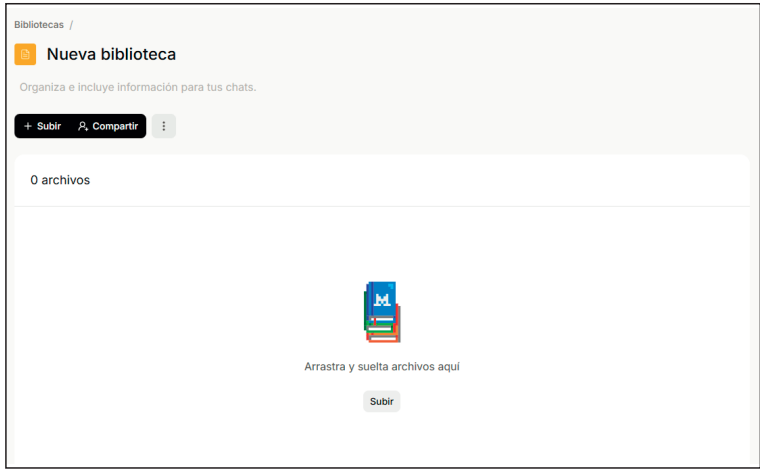 Bibliotecas /
Nueva biblioteca
Organiza e incluye información para tus chats.
+ Subir Compartir
0 archivos
M
Arrastra y suelta archivos aquí
Subir